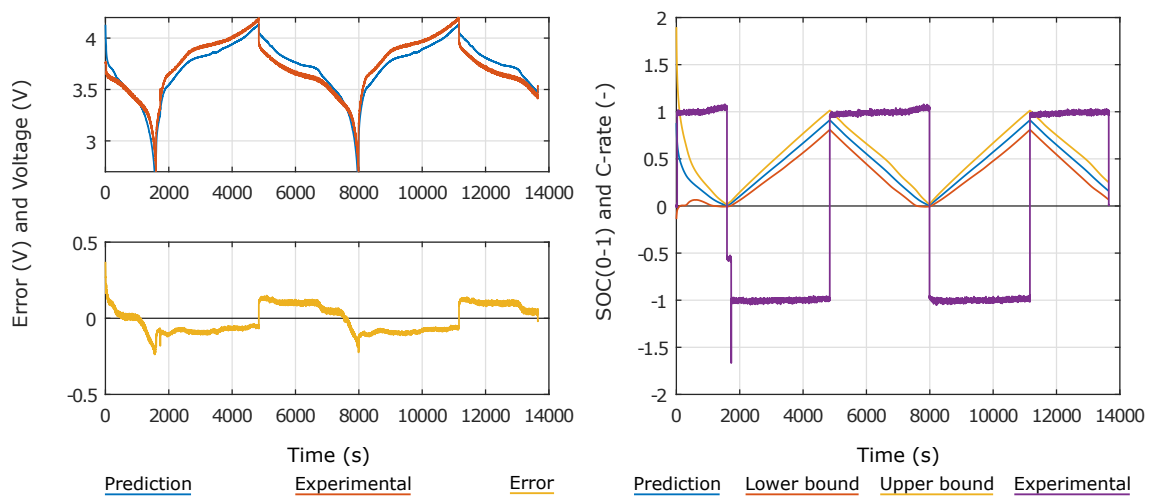 Error (V) and Voltage (V)
4
3.5
3
0 2000 4000 6000 8000 10000 12000 14000
0.5
0
-0.5
0 2000 4000 6000 8000 10000 12000 14000
Time (s)
Prediction Experimental Error
SOC(0-1) and C-rate (–)
2
1.5
1
0.5
0
-0.5
-1
-1.5
-2
0 2000 4000 6000 8000 10000 12000 14000
Time (s)
Prediction Lower bound Upper bound Experimental